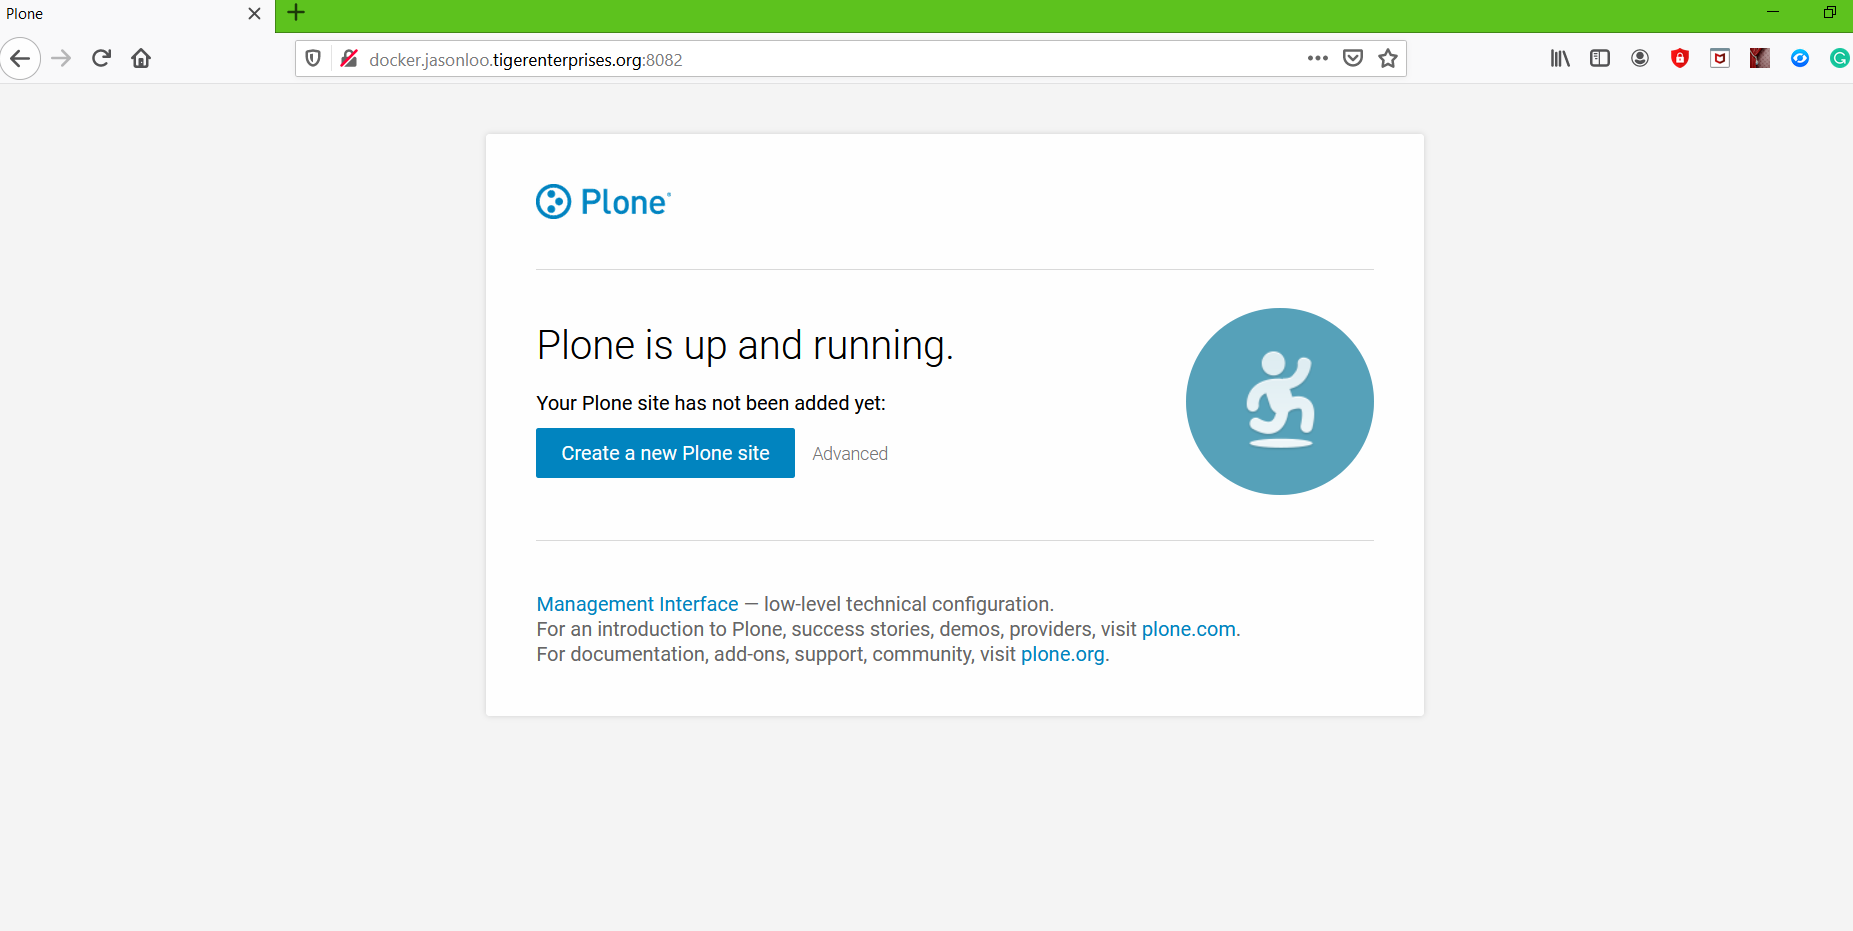 Plone
docker.jasonloo.tigerenterprises.org:8082
Plone
Plone is up and running.
Your Plone site has not been added yet:
Create a new Plone site Advanced
Management Interface — low-level technical configuration.
For an introduction to Plone, success stories, demos, providers, visit plone.com.
For documentation, add-ons, support, community, visit plone.org.